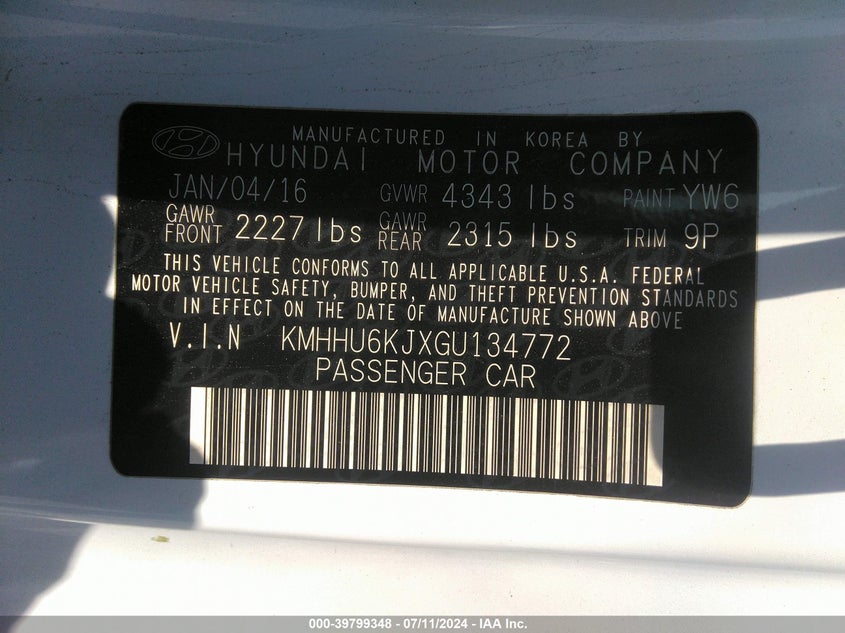 MANUFACTURED IN KOREA BY
HYUNDAI MOTOR COMPANY
JAN/04/16 GVWR 4343 lbs PAINT YW6
GAWR FRONT 2227 lbs GAWR REAR 2315 lbs TRIM 9P
THIS VEHICLE CONFORMS TO ALL APPLICABLE U.S.A. FEDERAL
MOTOR VEHICLE SAFETY, BUMPER, AND THEFT PREVENTION STANDARDS
IN EFFECT ON THE DATE OF MANUFACTURE SHOWN ABOVE
V.I.N KMHHU6KJXGU134772
PASSENGER CAR
000-39799348 - 07/11/2024 - IAA Inc.